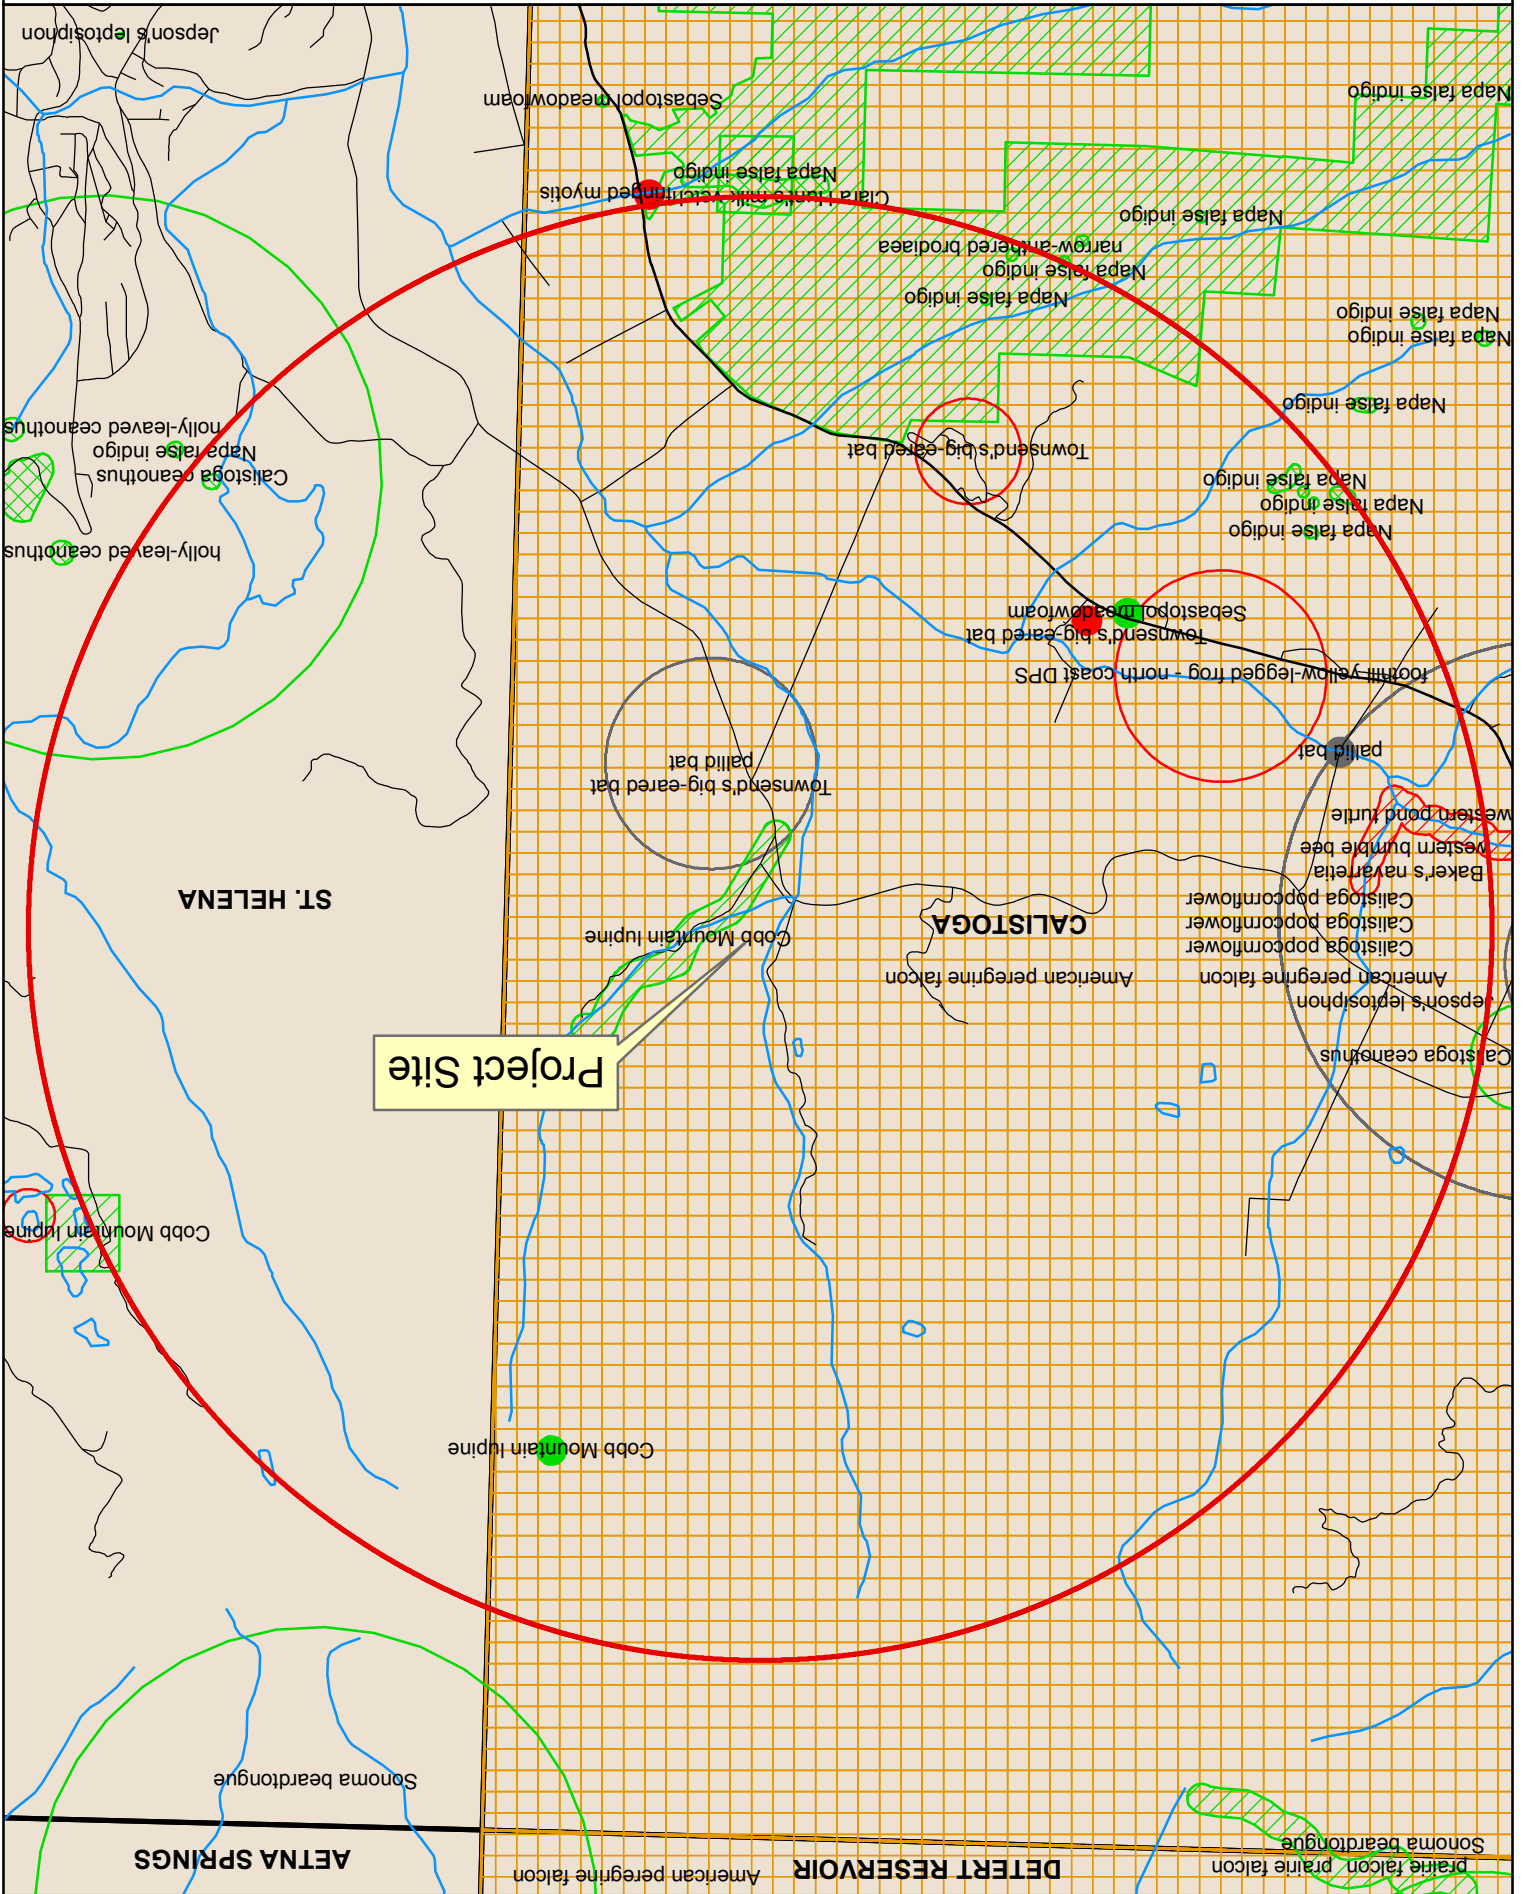 prairie falcon
prairie falcon
DETERT RESERVOIR
American peregrine falcon
AETNA SPRINGS
Sonoma beardtongue
Sonoma beardtongue
Cobb Mountain lupine
Cobb Mountain lupine
Project Site
Calistoga ceanothus
Jepson's leptosiphon
American peregrine falcon
American peregrine falcon
Calistoga popcornflower
Calistoga popcornflower
Calistoga popcornflower
Cobb Mountain lupine
CALISTOGA
ST. HELENA
Baker's navarretia
western bumble bee
western pond turtle
Townsend's big-eared bat
pallid bat
pallid bat
foothill yellow-legged frog - north coast DPS
Townsend's big-eared bat
Sebastopol meadowfoam
holly-leaved ceanothus
Napa false indigo
Napa false indigo
Napa false indigo
Calistoga ceanothus
Napa false indigo
holly-leaved ceanothus
Townsend's big-eared bat
Napa false indigo
Napa false indigo
Napa false indigo
Napa false indigo
Napa false indigo
narrow-anthered brodiaea
Napa false indigo
Clara Hunt's milk-vetch
fringed myotis
Napa false indigo
Sebastopol meadowfoam
Napa false indigo
Jepson's leptosiphon